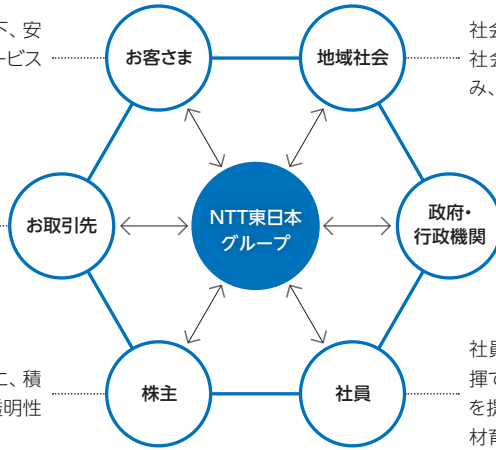 下、安
ービス
お客さま
地域社会
社会
社会
み、
お取引先
NTT東日本
グループ
政府・
行政機関
に、積
透明性
株主
社員
社員
揮で
を提
材育